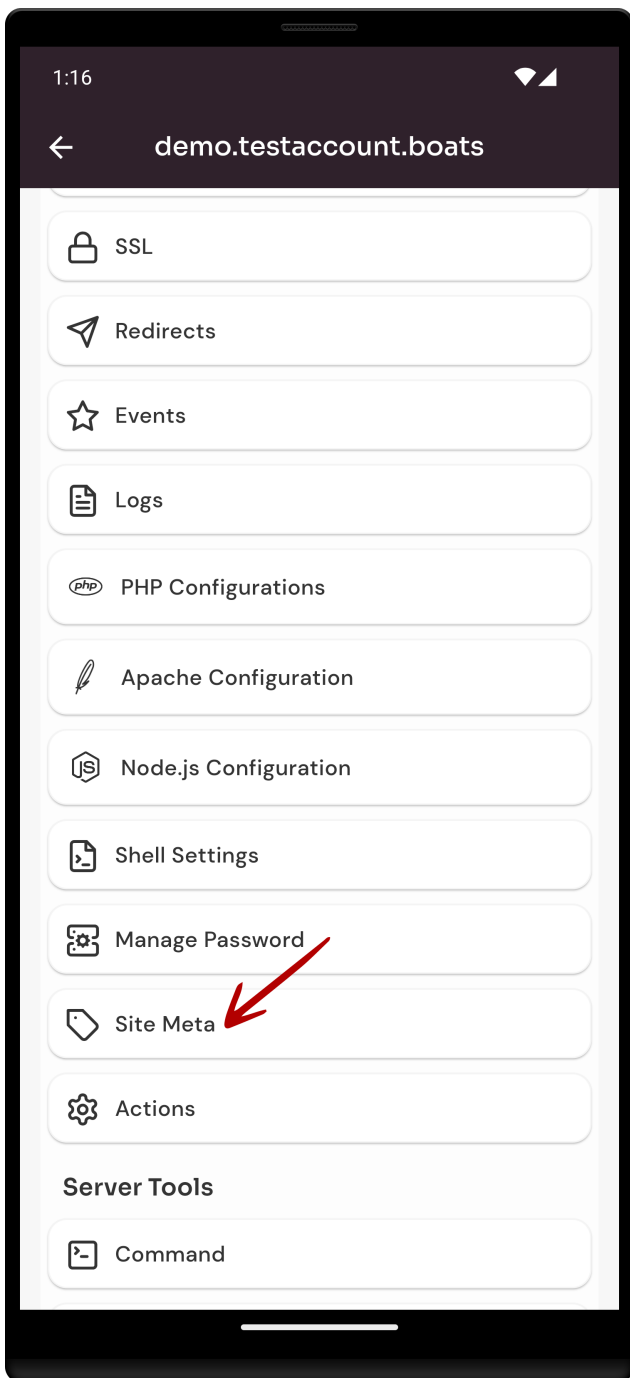 1:16
demo.testaccount.boats
SSL
Redirects
Events
Logs
php PHP Configurations
Apache Configuration
JS Node.js Configuration
Shell Settings
Manage Password
Site Meta
Actions
Server Tools
Command